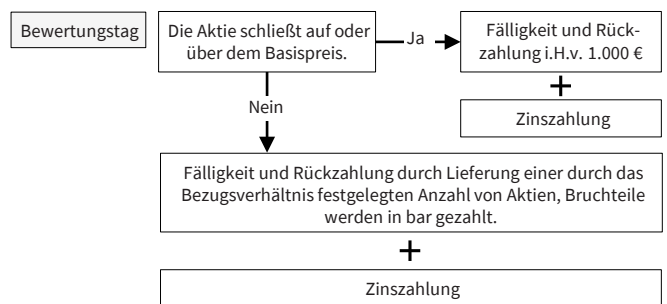 Bewertungstag
Die Aktie schließt auf oder
über dem Basispreis.
Ja
Fälligkeit und Rück-
zahlung i.H.v. 1.000 €
+
Zinszahlung
Nein
Fälligkeit und Rückzahlung durch Lieferung einer durch das
Bezugsverhältnis festgelegten Anzahl von Aktien, Bruchteile
werden in bar gezahlt.
+
Zinszahlung